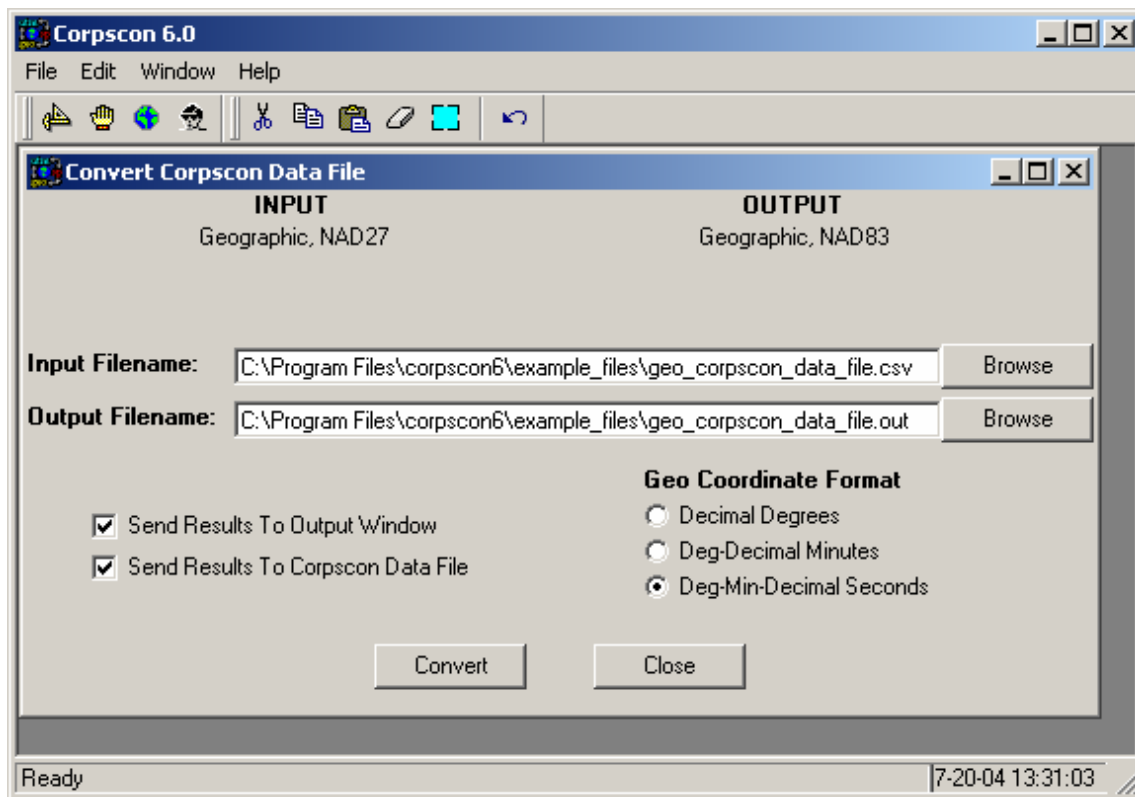 Corpscon 6.0
File Edit Window Help
Convert Corpscon Data File
INPUT OUTPUT
Geographic, NAD27 Geographic, NAD83
Input Filename: C:\Program Files\corpscon6\example_files\geo_corpscon_data_file.csv Browse
Output Filename: C:\Program Files\corpscon6\example_files\geo_corpscon_data_file.out Browse
Geo Coordinate Format
Send Results To Output Window Decimal Degrees
Send Results To Corpscon Data File Deg-Decimal Minutes
Deg-Min-Decimal Seconds
Convert Close
Ready 7-20-04 13:31:03